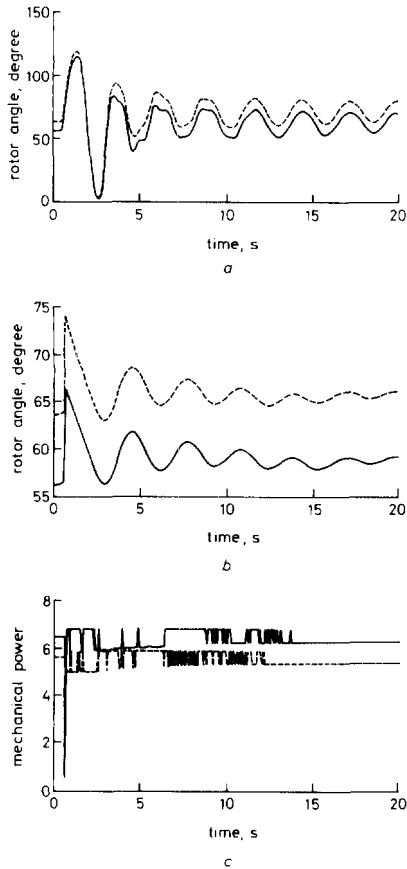 150
100
50
0
rotor angle, degree
0 5 10 15 20
time, s
a
75
70
65
60
55
rotor angle, degree
0 5 10 15 20
time, s
b
8
6
4
2
0
mechanical power
0 5 10 15 20
time, s
c